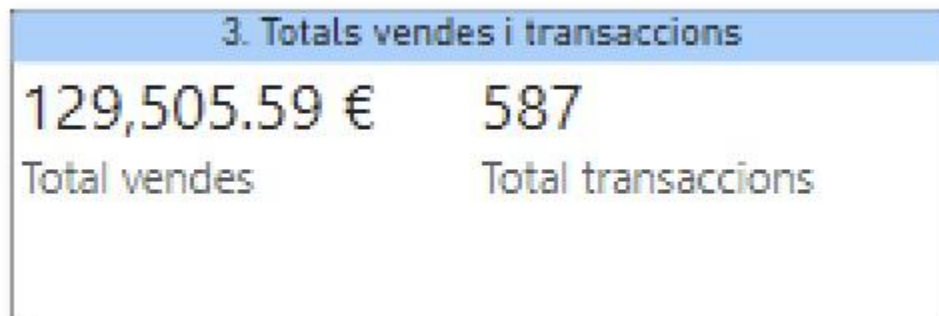 3. Totals vendes i transaccions
129,505.59 € 587
Total vendes Total transaccions